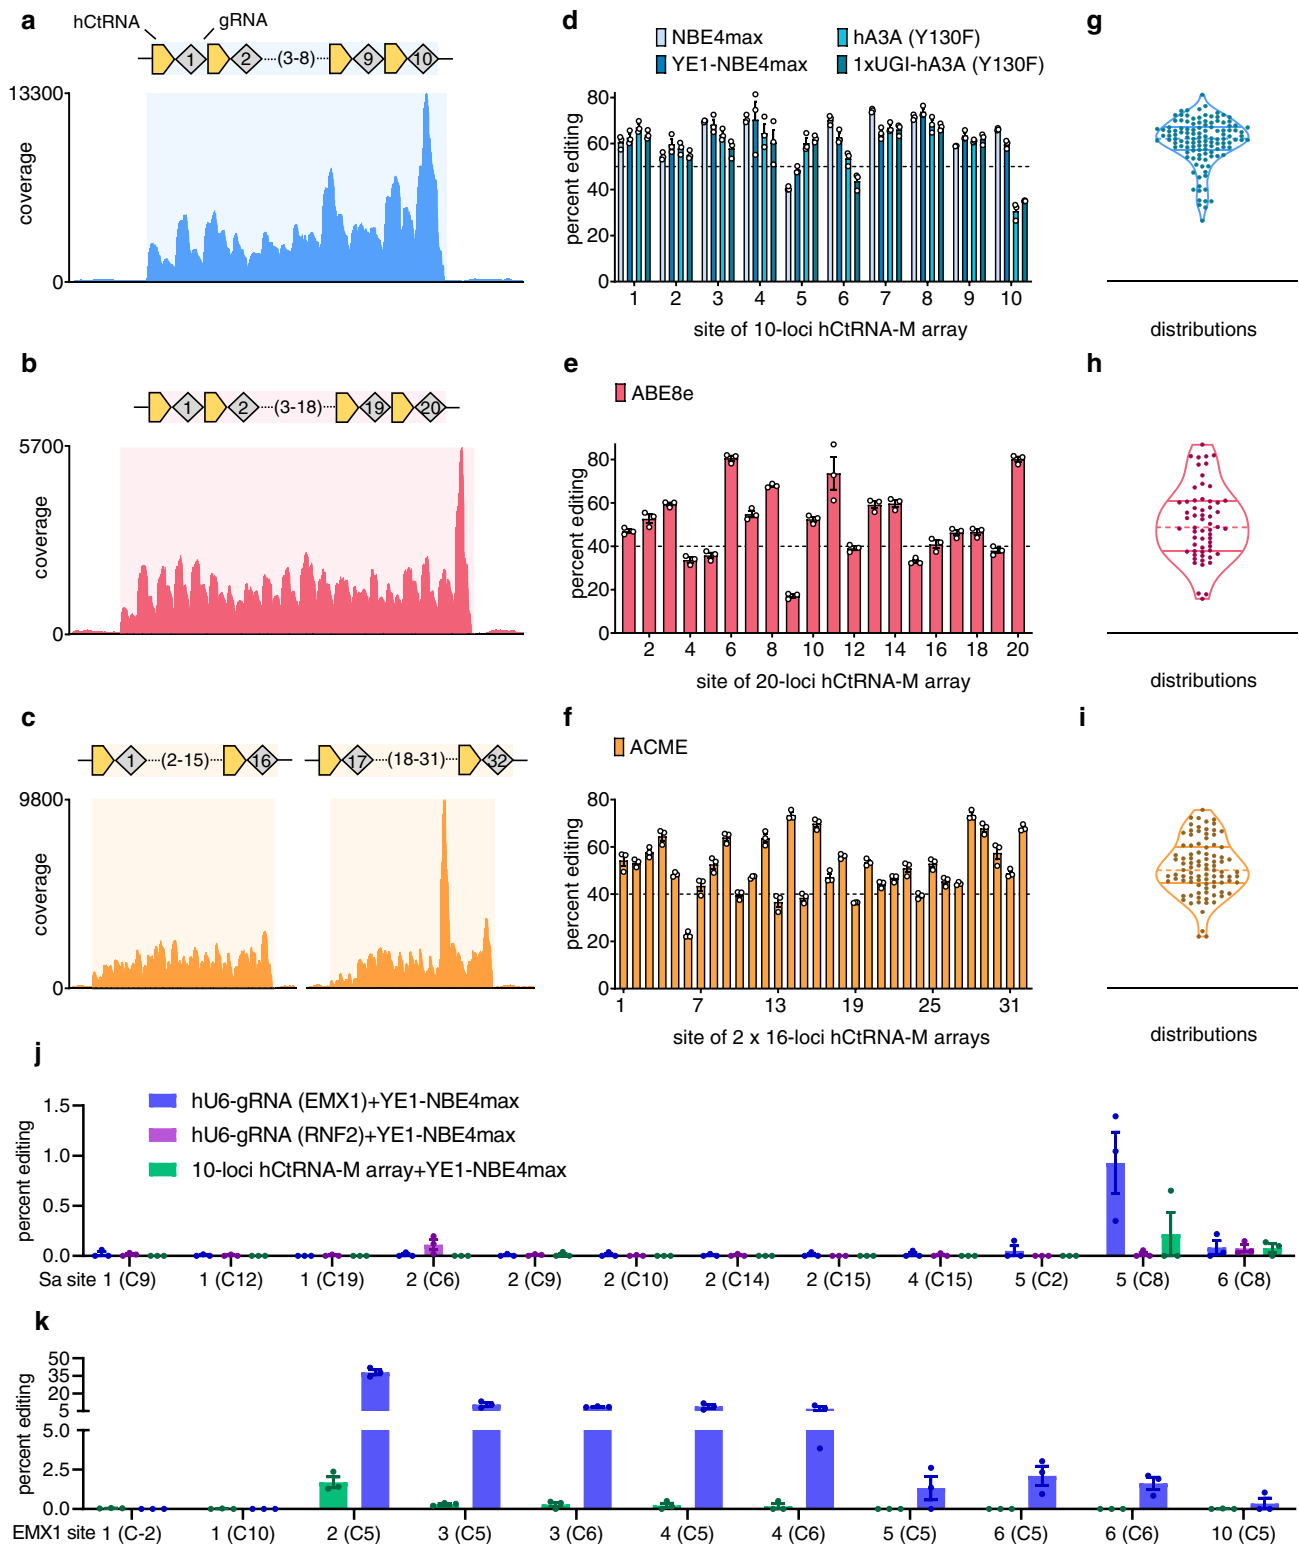 a
hCtRNA
gRNA
1
2
(3-8)
9
10
13300
coverage
0
d
NBE4max
hA3A (Y130F)
YE1-NBE4max
1xUGI-hA3A (Y130F)
percent editing
80
60
40
20
0
1 2 3 4 5 6 7 8 9 10
site of 10-loci hCtRNA-M array
g
distributions
b
1
2
(3-18)
19
20
5700
coverage
0
e
ABE8e
percent editing
80
60
40
20
0
2 4 6 8 10 12 14 16 18 20
site of 20-loci hCtRNA-M array
h
distributions
c
1
(2-15)
16
17
(18-31)
32
9800
coverage
0
f
ACME
percent editing
80
60
40
20
0
1 7 13 19 25 31
site of 2 x 16-loci hCtRNA-M arrays
i
distributions
j
hU6-gRNA (EMX1)+YE1-NBE4max
hU6-gRNA (RNF2)+YE1-NBE4max
10-loci hCtRNA-M array+YE1-NBE4max
percent editing
1.5
1.0
0.5
0.0
Sa site 1 (C9) 1 (C12) 1 (C19) 2 (C6) 2 (C9) 2 (C10) 2 (C14) 2 (C15) 4 (C15) 5 (C2) 5 (C8) 6 (C8)
k
percent editing
50
35
20
5
5.0
2.5
0.0
EMX1 site 1 (C-2) 1 (C10) 2 (C5) 3 (C5) 3 (C6) 4 (C5) 4 (C6) 5 (C5) 6 (C5) 6 (C6) 10 (C5)